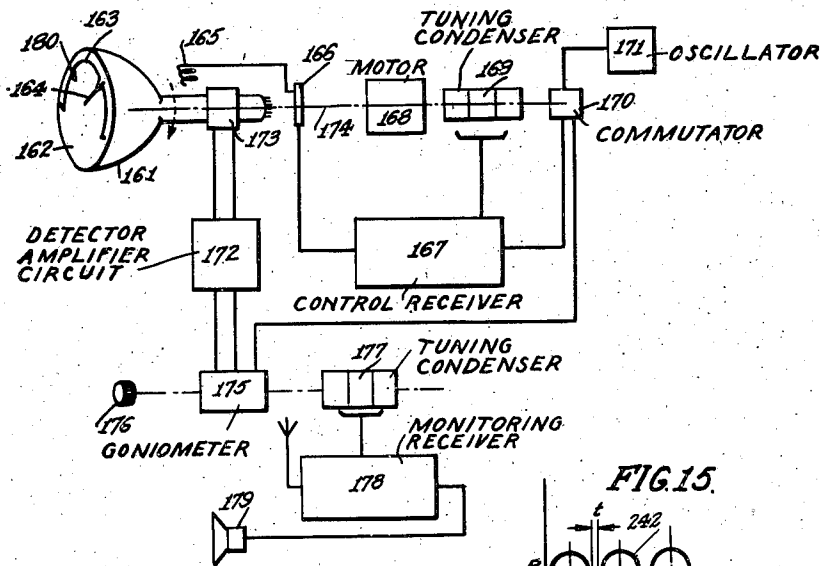 TUNING
CONDENSER
163
180
165
166
MOTOR
169
171
OSCILLATOR
164
168
170
COMMUTATOR
174
173
162
161
DETECTOR
AMPLIFIER
CIRCUIT
172
167
CONTROL RECEIVER
177
TUNING
CONDENSER
175
176
GONIOMETER
MONITORING
RECEIVER
178
179
FIG.15.
t
242